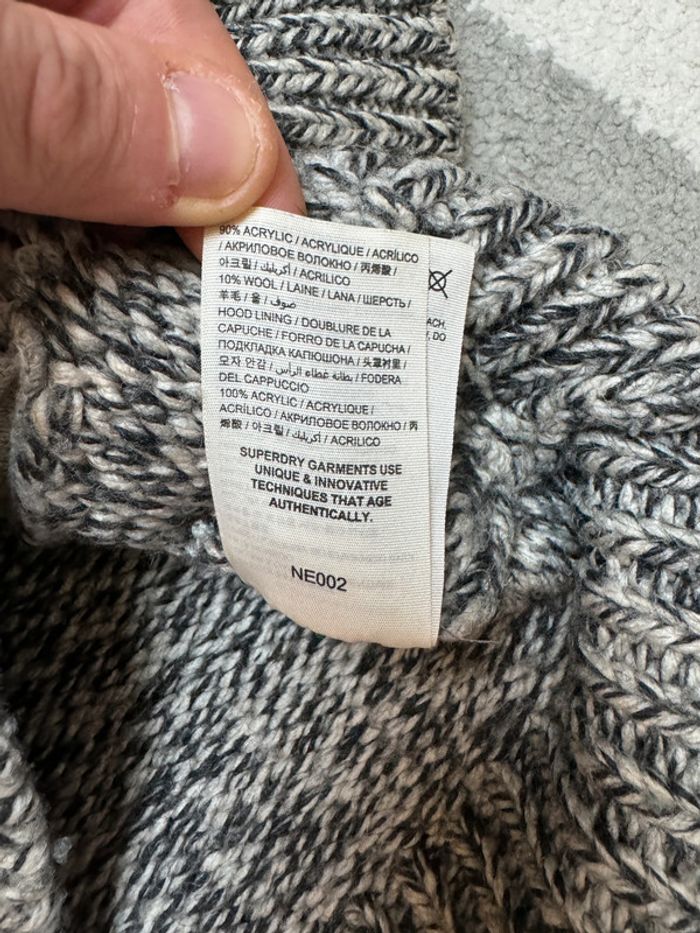 90% ACRYLIC / ACRYLIQUE / ACRÍLICO
/ АКРИЛОВОЕ ВОЛОКНО / 丙烯酸 /
아크릴 / أكريليك / ACRILICO
10% WOOL / LAINE / LANA / ШЕРСТЬ /
羊毛 / 울 / صوف
HOOD LINING / DOUBLURE DE LA
CAPUCHE / FORRO DE LA CAPUCHA /
ПОДКЛАДКА КАПЮШОНА / 头罩衬里 /
모자 안감 / بطانة غطاء الرأس / FODERA
DEL CAPPUCCIO
100% ACRYLIC / ACRYLIQUE /
ACRÍLICO / АКРИЛОВОЕ ВОЛОКНО / 丙
烯酸 / 아크릴 / أكريليك / ACRILICO
SUPERDRY GARMENTS USE
UNIQUE & INNOVATIVE
TECHNIQUES THAT AGE
AUTHENTICALLY.
NE002
DO